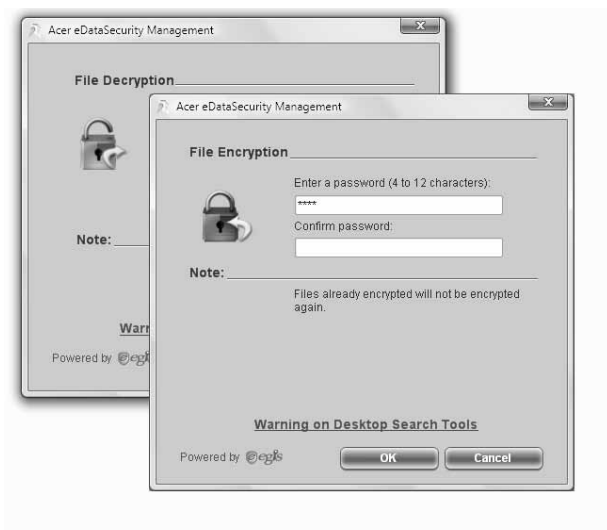 Acer eDataSecurity Management
File Decryption
Note:
Powered by egis
Acer eDataSecurity Management
File Encryption
Enter a password (4 to 12 characters):
****
Confirm password:
Note:
Files already encrypted will not be encrypted
again.
Warning on Desktop Search Tools
Powered by egis
OK
Cancel